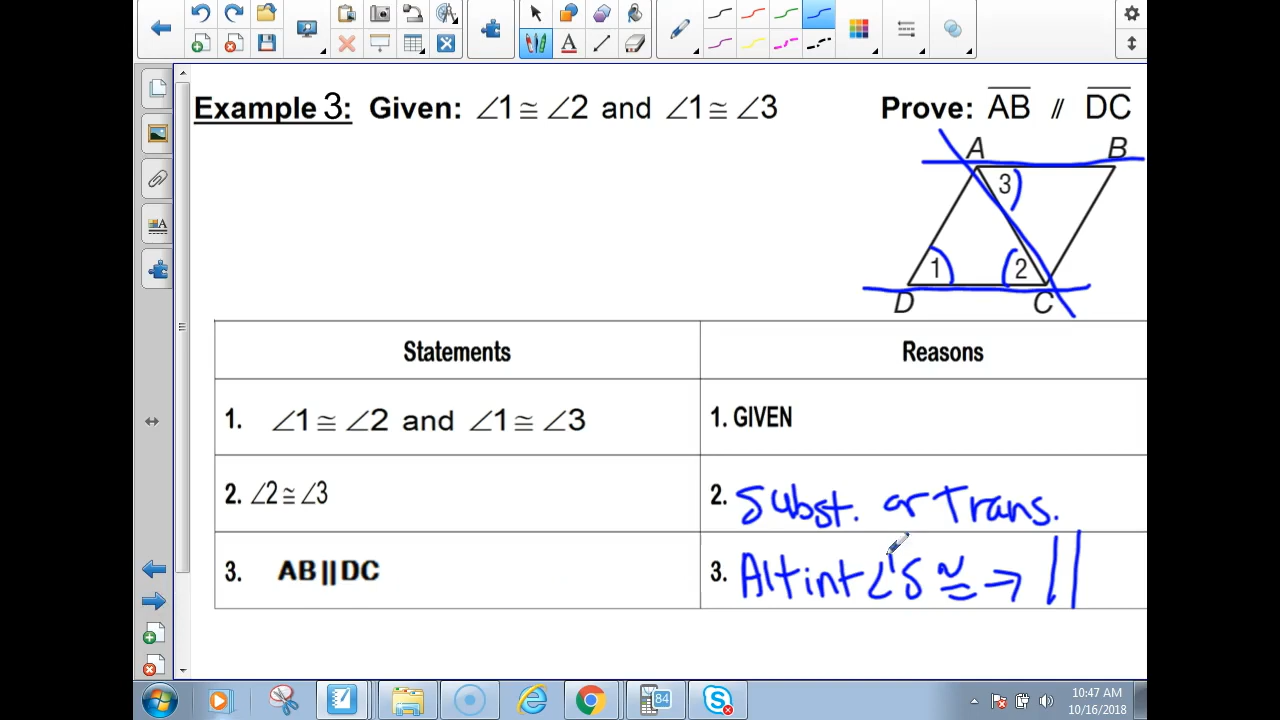 Example 3: Given: ∠1 ≅ ∠2 and ∠1 ≅ ∠3 Prove: AB // DC
A B
3
1 2
D C
Statements Reasons
1. ∠1 ≅ ∠2 and ∠1 ≅ ∠3 1. GIVEN
2. ∠2 ≅ ∠3 2. Subst. or Trans.
3. AB || DC 3. Alt int ∠'s ≅ → ||
84
10:47 AM
10/16/2018